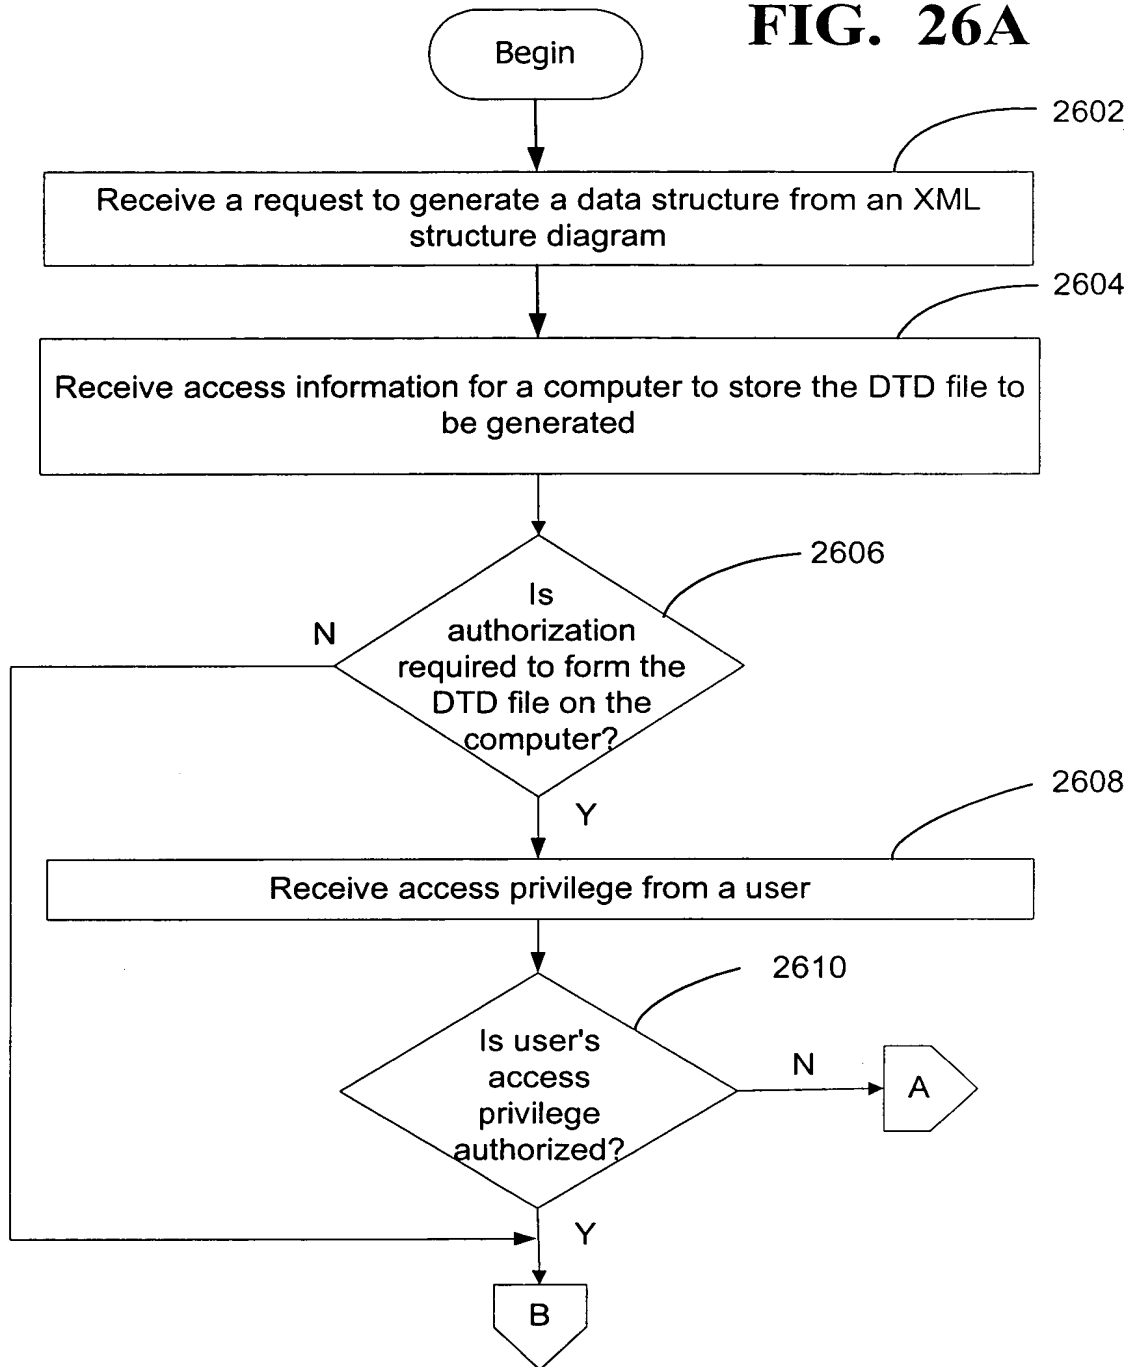 FIG. 26A
Begin
2602
Receive a request to generate a data structure from an XML
structure diagram
2604
Receive access information for a computer to store the DTD file to
be generated
2606
Is
authorization
required to form the
DTD file on the
computer?
N
Y
2608
Receive access privilege from a user
2610
Is user's
access
privilege
authorized?
N
A
Y
B